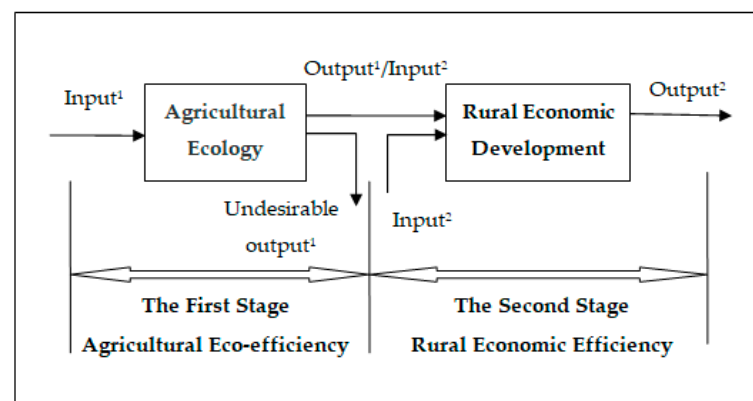 Output¹/Input²
Input¹
Output²
Agricultural
Ecology
Rural Economic
Development
Undesirable
output¹
Input²
The First Stage
Agricultural Eco-efficiency
The Second Stage
Rural Economic Efficiency